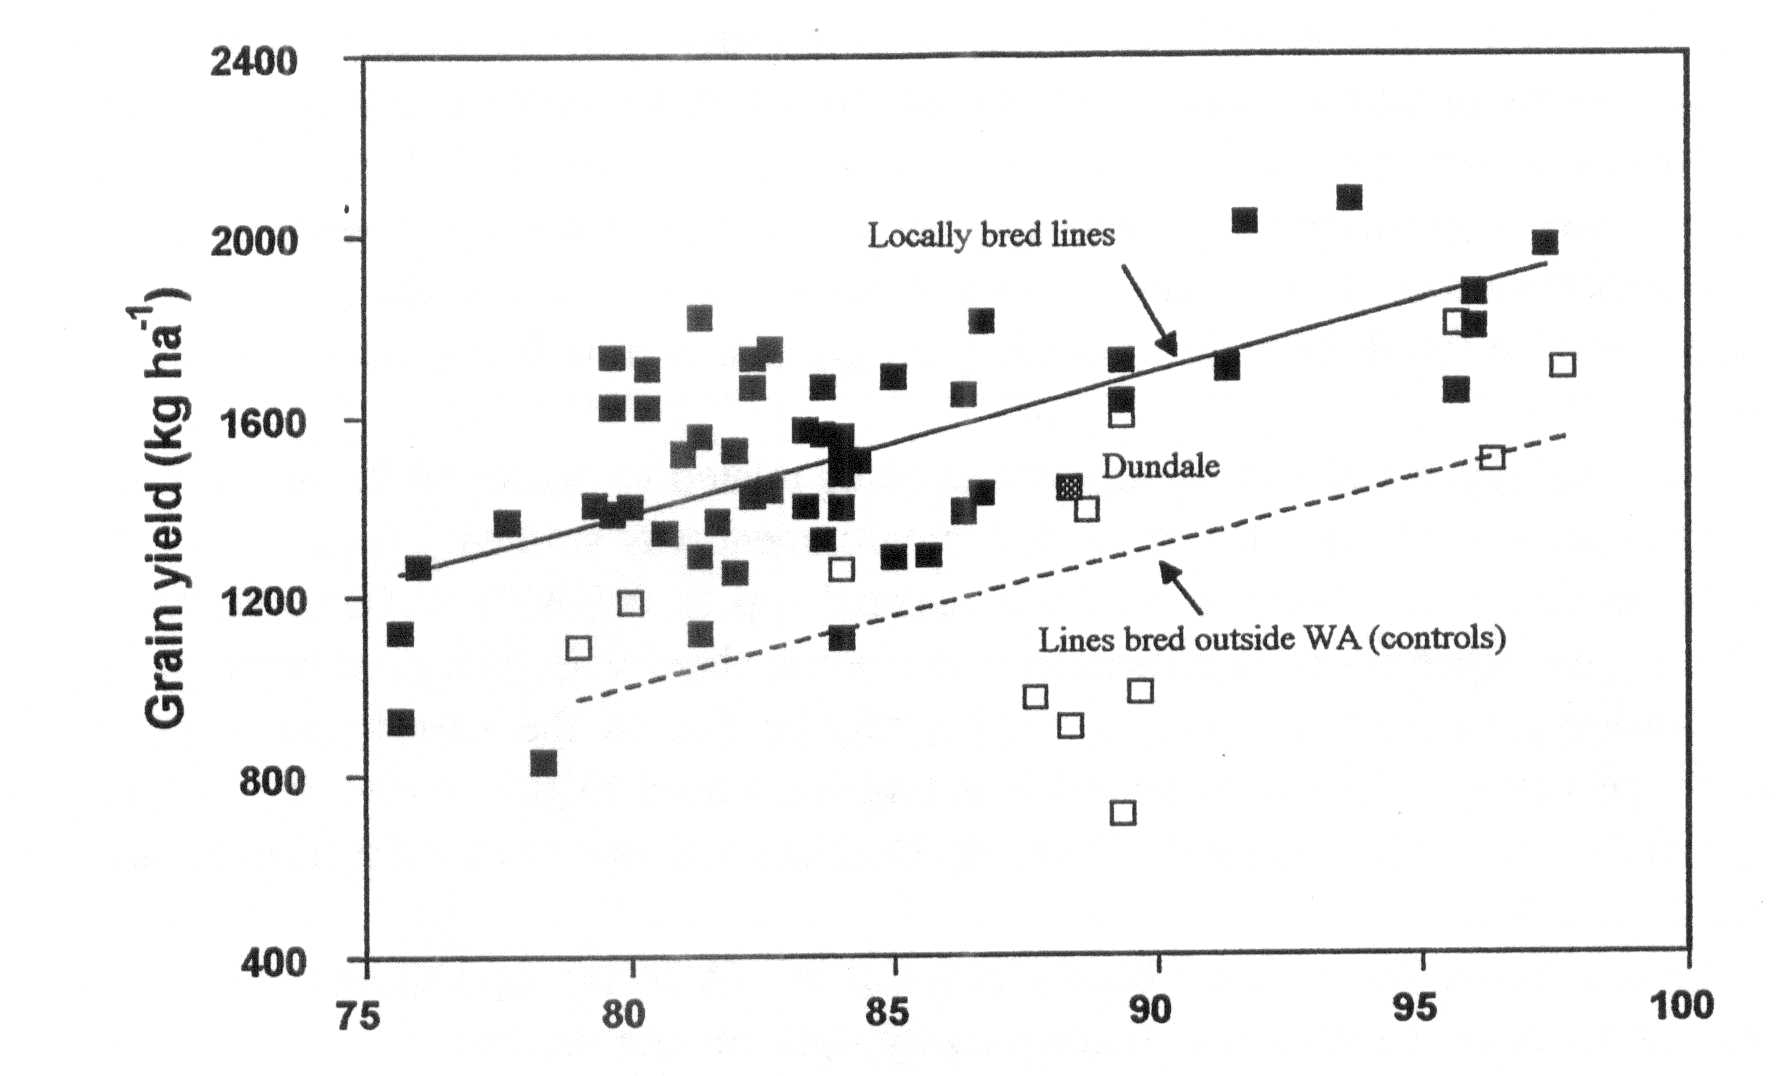 2400
2000
1600
1200
800
400
Grain yield (kg ha-1)
Locally bred lines
Dundale
Lines bred outside WA (controls)
75 80 85 90 95 100